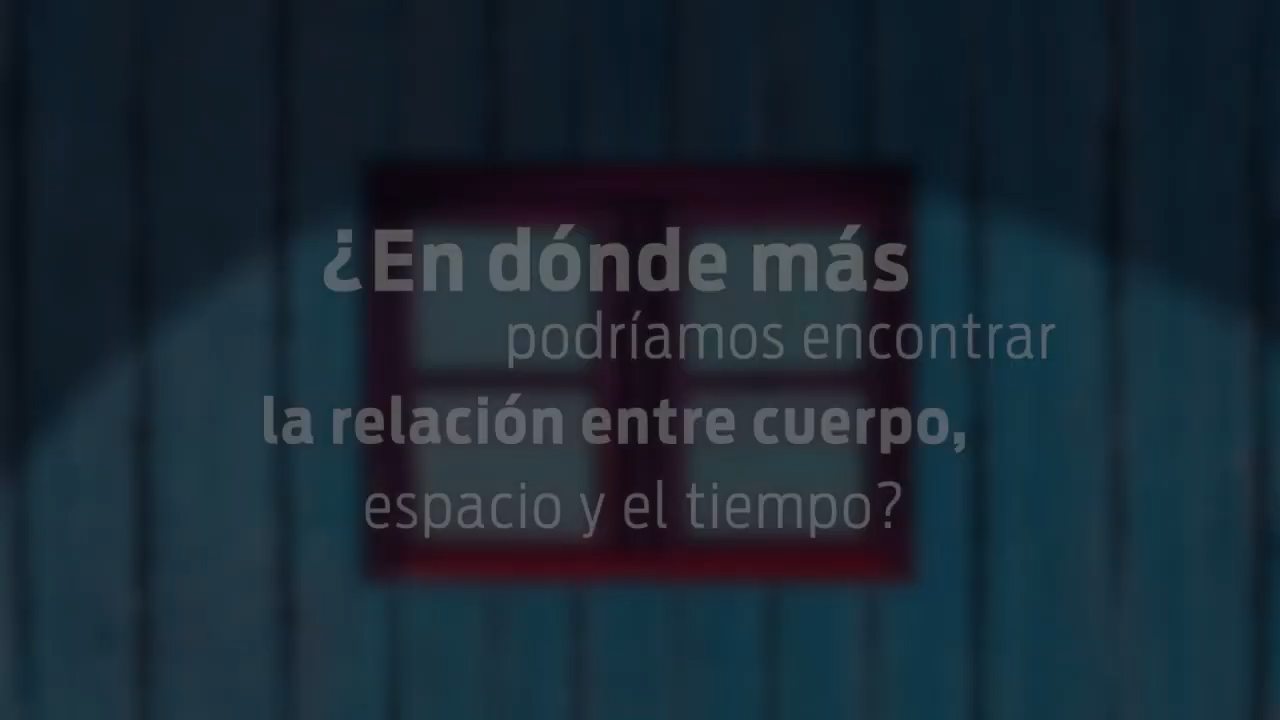 ¿En dónde más
podríamos encontrar
la relación entre cuerpo,
espacio y el tiempo?